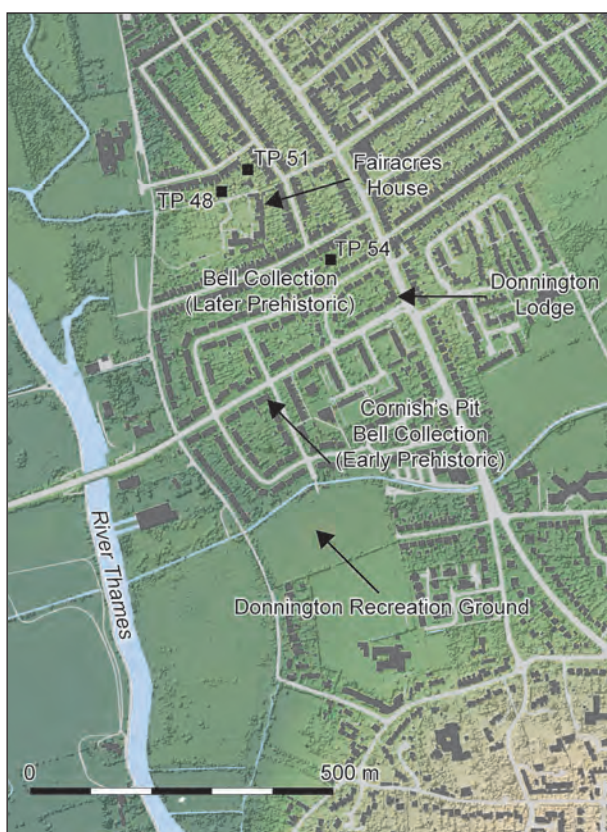 TP 51
Fairacres
House
TP 48
TP 54
Bell Collection
(Later Prehistoric)
Donnington
Lodge
Cornish's Pit
Bell Collection
(Early Prehistoric)
River Thames
Donnington Recreation Ground
0
500 m